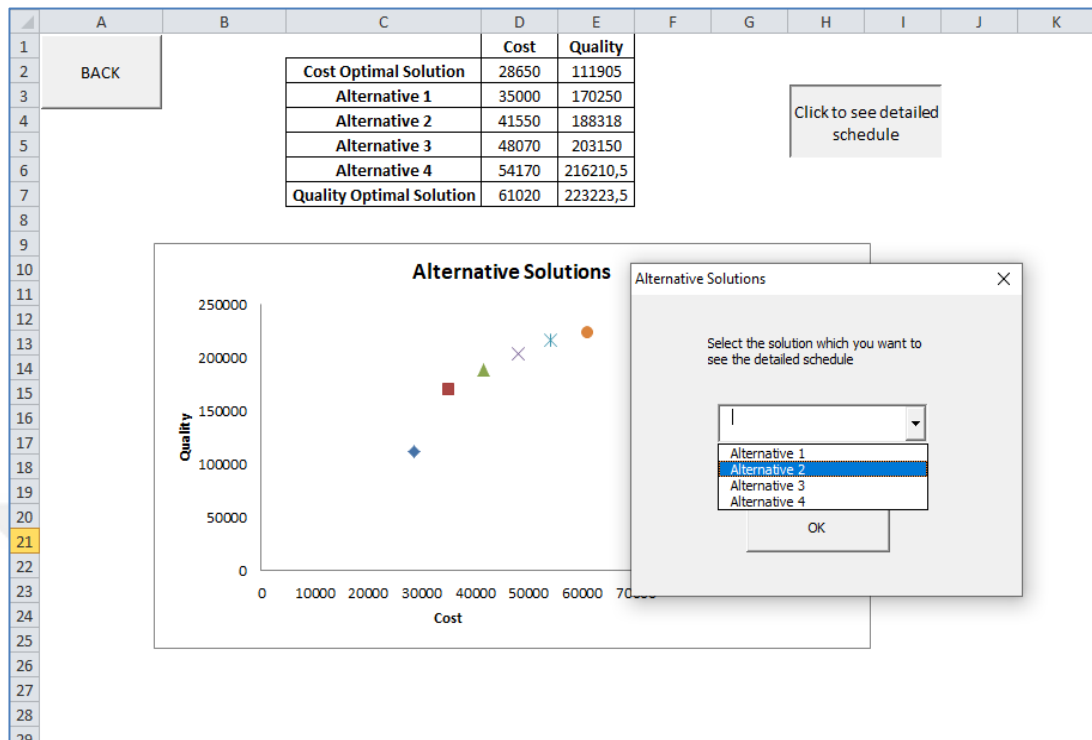 A B C D E F G H I J K
1 Cost Quality
2 BACK Cost Optimal Solution 28650 111905
3 Alternative 1 35000 170250
4 Alternative 2 41550 188318
5 Alternative 3 48070 203150
6 Alternative 4 54170 216210,5
7 Quality Optimal Solution 61020 223223,5
Click to see detailed
schedule
8
9
10
11
12
13
14
15
16
17
18
19
20
21
22
23
24
25
26
27
28
29
Alternative Solutions
250000
200000
150000
100000
50000
0
Quality
0 10000 20000 30000 40000 50000 60000
Cost
Alternative Solutions
Select the solution which you want to
see the detailed schedule
Alternative 1
Alternative 2
Alternative 3
Alternative 4
OK